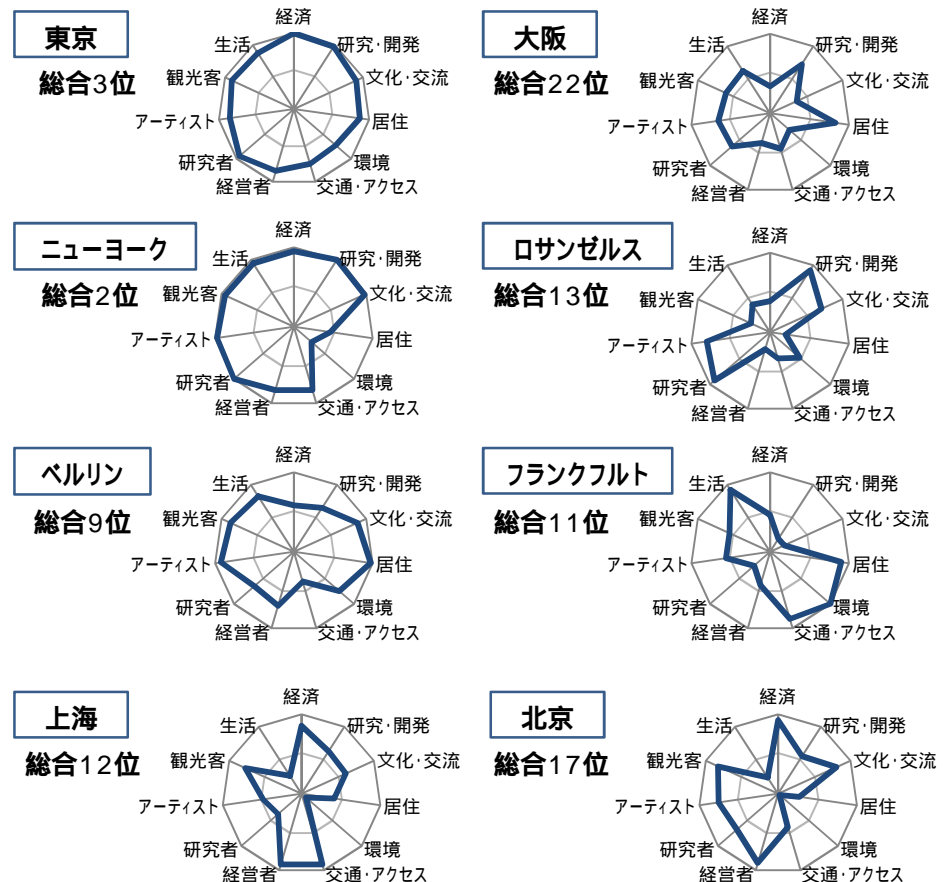 東京
総合3位
経済
研究・開発
文化・交流
居住
環境
交通・アクセス
経営者
研究者
アーティスト
観光客
生活
大阪
総合22位
経済
研究・開発
文化・交流
居住
環境
交通・アクセス
経営者
研究者
アーティスト
観光客
生活
ニューヨーク
総合2位
経済
研究・開発
文化・交流
居住
環境
交通・アクセス
経営者
研究者
アーティスト
観光客
生活
ロサンゼルス
総合13位
経済
研究・開発
文化・交流
居住
環境
交通・アクセス
経営者
研究者
アーティスト
観光客
生活
ベルリン
総合9位
経済
研究・開発
文化・交流
居住
環境
交通・アクセス
経営者
研究者
アーティスト
観光客
生活
フランクフルト
総合11位
経済
研究・開発
文化・交流
居住
環境
交通・アクセス
経営者
研究者
アーティスト
観光客
生活
上海
総合12位
経済
研究・開発
文化・交流
居住
環境
交通・アクセス
経営者
研究者
アーティスト
観光客
生活
北京
総合17位
経済
研究・開発
文化・交流
居住
環境
交通・アクセス
経営者
研究者
アーティスト
観光客
生活